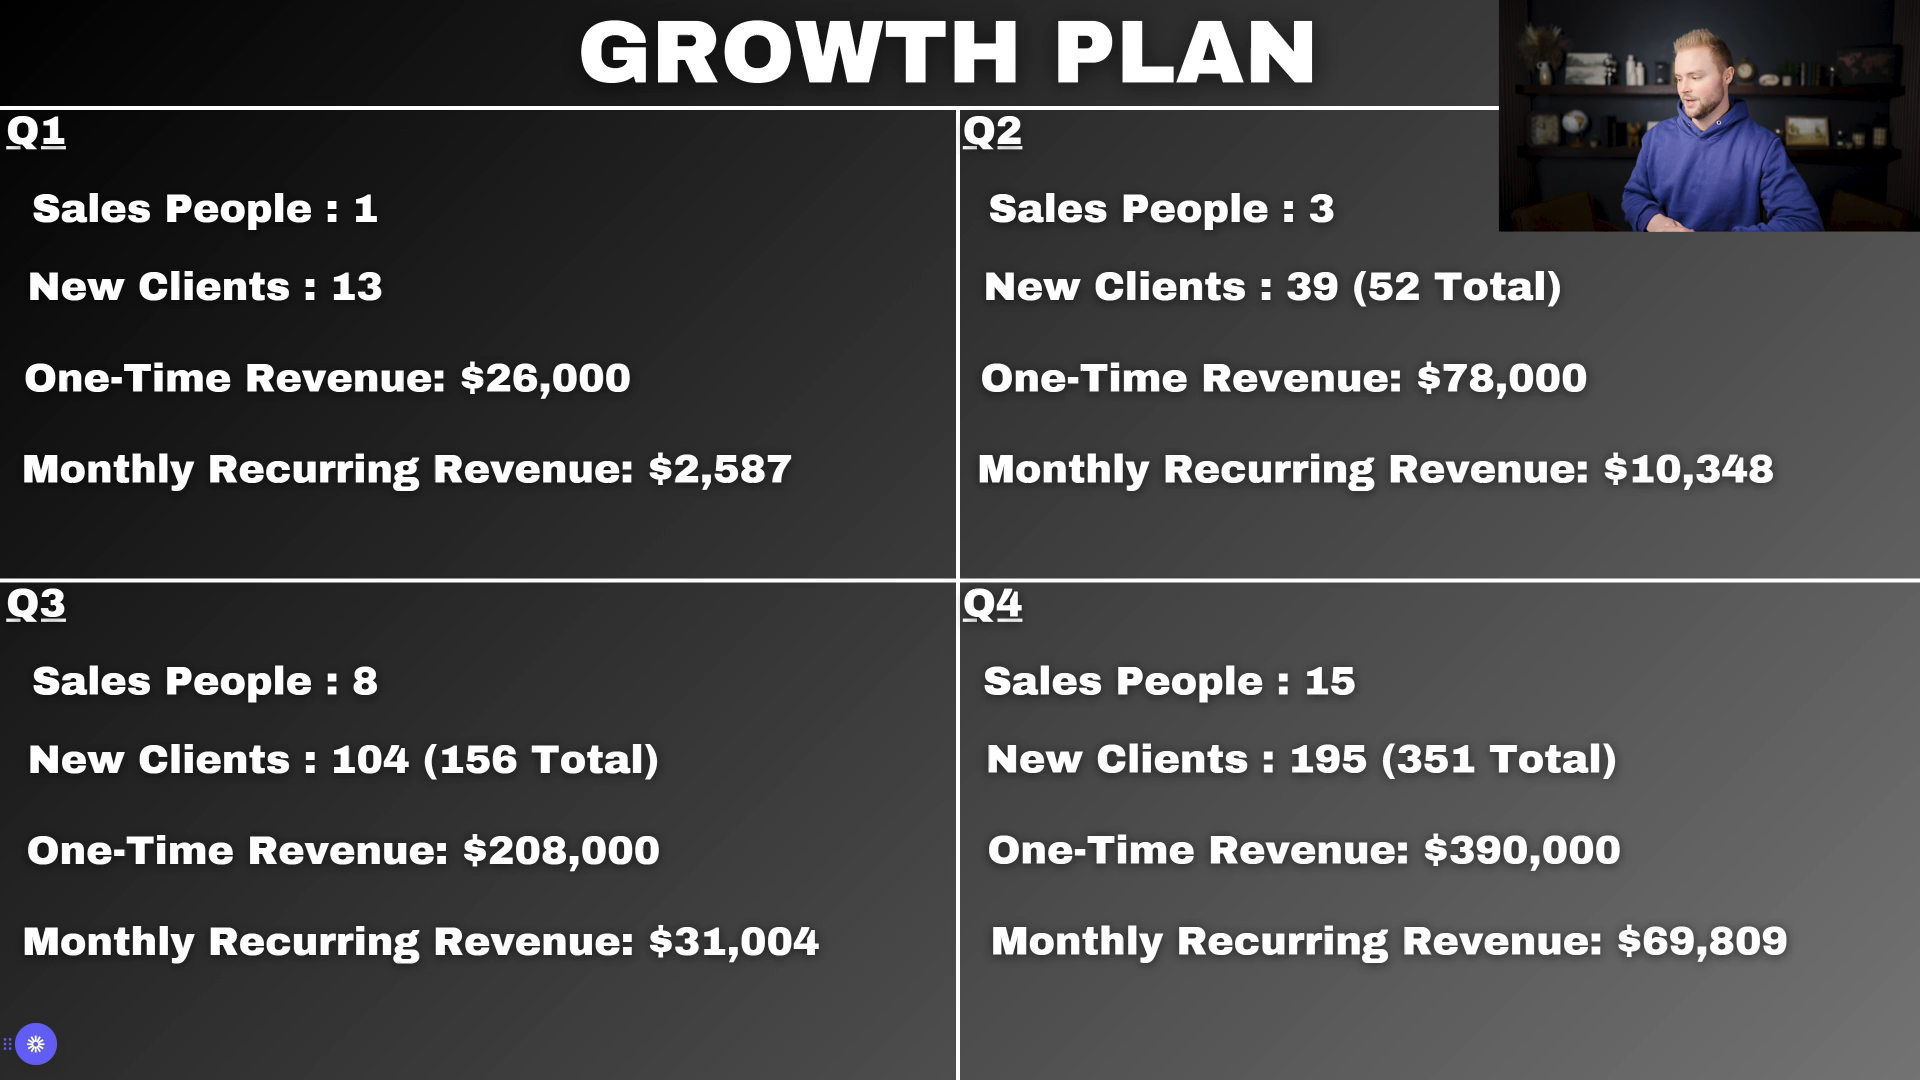 GROWTH PLAN
Q1
Sales People : 1
New Clients : 13
One-Time Revenue: $26,000
Monthly Recurring Revenue: $2,587
Q2
Sales People : 3
New Clients : 39 (52 Total)
One-Time Revenue: $78,000
Monthly Recurring Revenue: $10,348
Q3
Sales People : 8
New Clients : 104 (156 Total)
One-Time Revenue: $208,000
Monthly Recurring Revenue: $31,004
Q4
Sales People : 15
New Clients : 195 (351 Total)
One-Time Revenue: $390,000
Monthly Recurring Revenue: $69,809